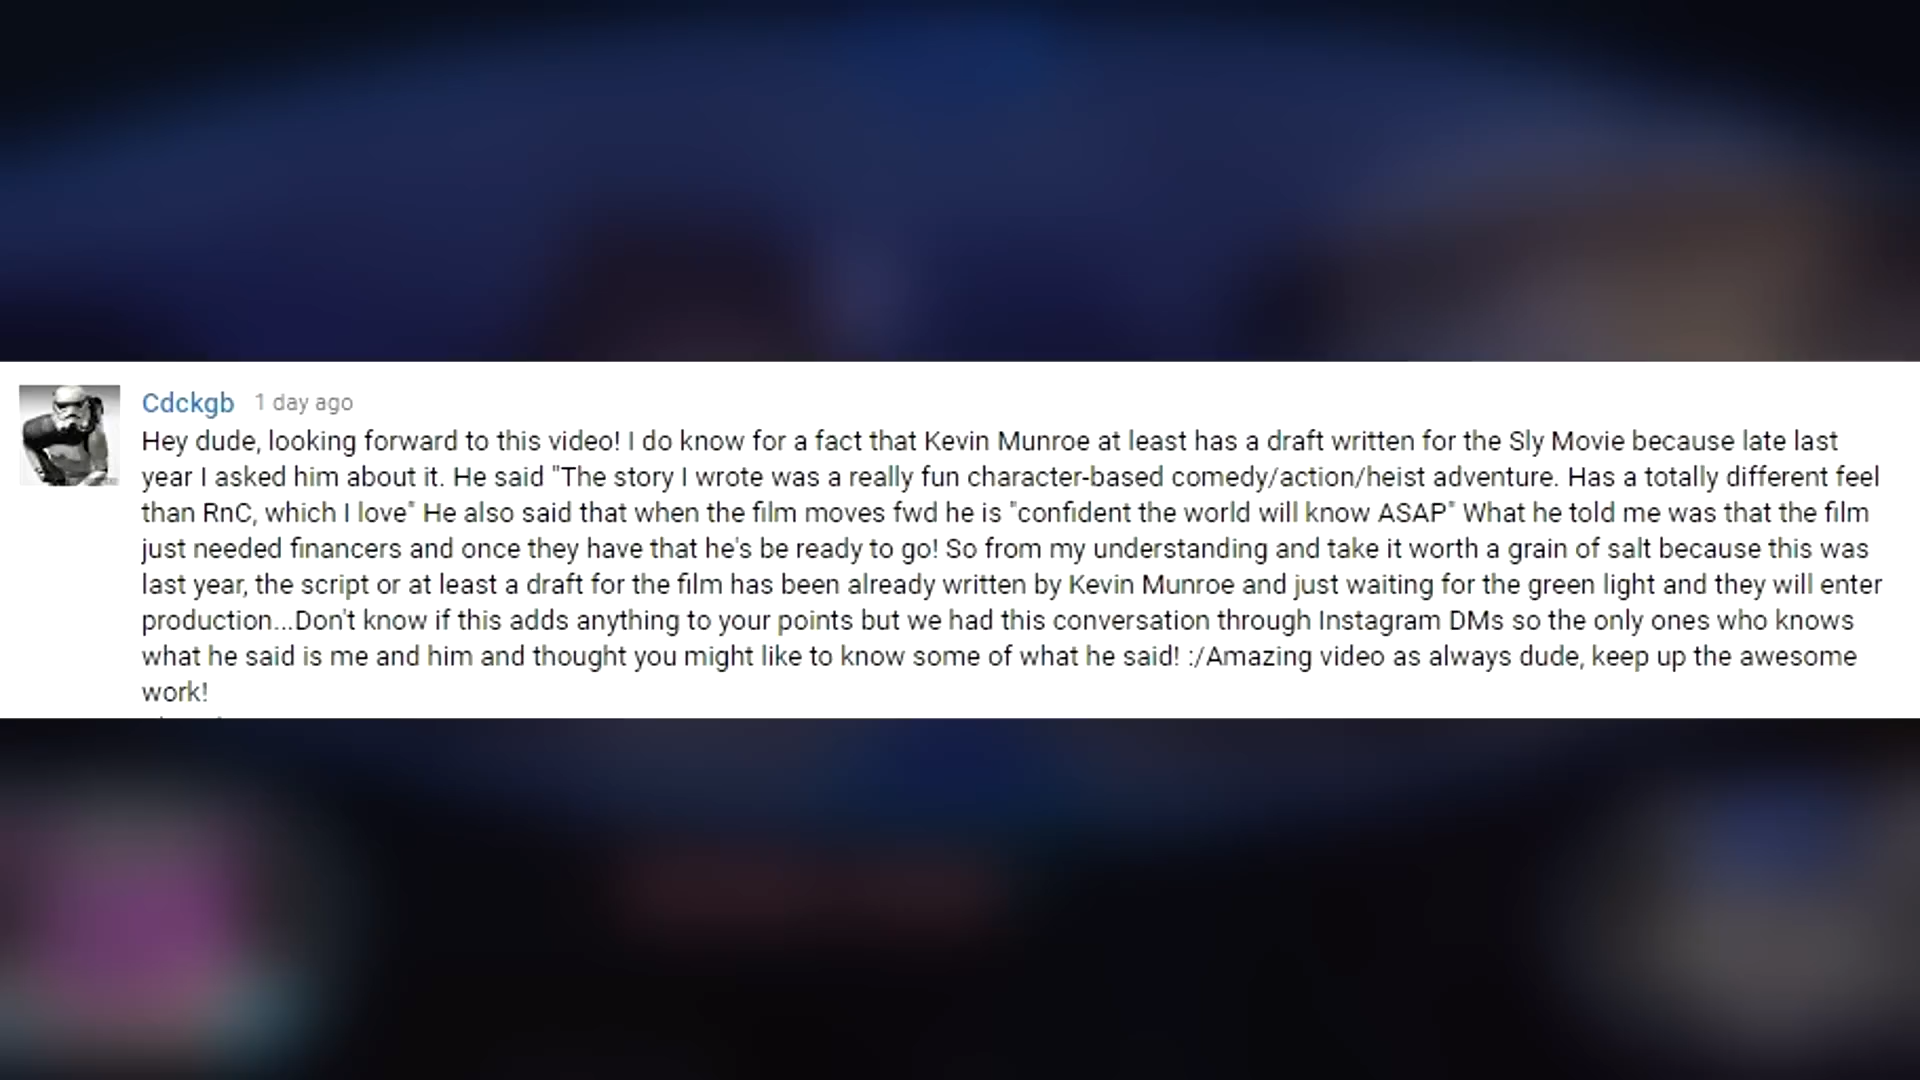 Cdckgb 1 day ago
Hey dude, looking forward to this video! I do know for a fact that Kevin Munroe at least has a draft written for the Sly Movie because late last
year I asked him about it. He said "The story I wrote was a really fun character-based comedy/action/heist adventure. Has a totally different feel
than RnC, which I love" He also said that when the film moves fwd he is "confident the world will know ASAP" What he told me was that the film
just needed financers and once they have that he's be ready to go! So from my understanding and take it worth a grain of salt because this was
last year, the script or at least a draft for the film has been already written by Kevin Munroe and just waiting for the green light and they will enter
production...Don't know if this adds anything to your points but we had this conversation through Instagram DMs so the only ones who knows
what he said is me and him and thought you might like to know some of what he said! :/Amazing video as always dude, keep up the awesome
work!